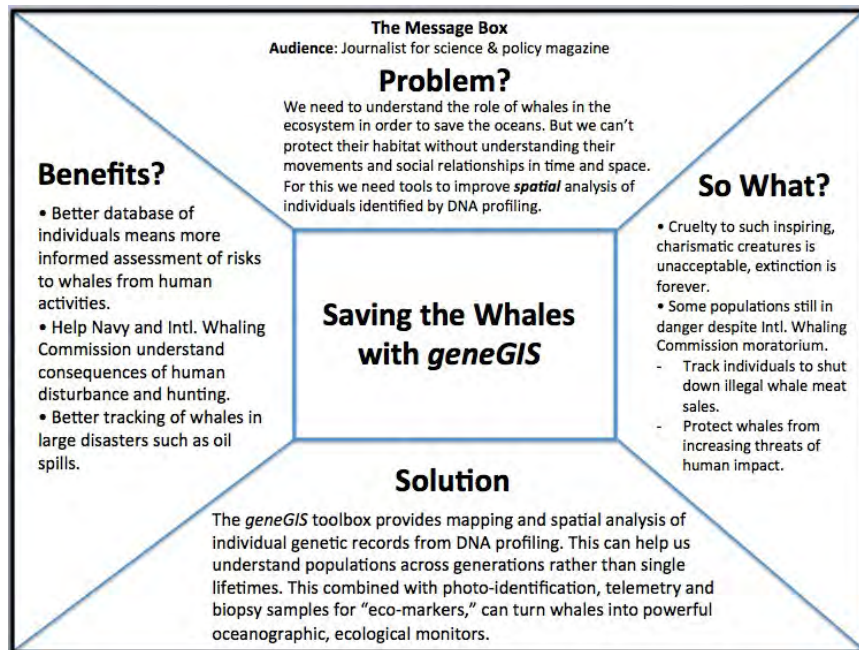 The Message Box
Audience: Journalist for science & policy magazine
Problem?
We need to understand the role of whales in the
ecosystem in order to save the oceans. But we can't
protect their habitat without understanding their
movements and social relationships in time and space.
For this we need tools to improve spatial analysis of
individuals identified by DNA profiling.
Benefits?
• Better database of
individuals means more
informed assessment of risks
to whales from human
activities.
• Help Navy and Intl. Whaling
Commission understand
consequences of human
disturbance and hunting.
• Better tracking of whales in
large disasters such as oil
spills.
Saving the Whales
with geneGIS
So What?
• Cruelty to such inspiring,
charismatic creatures is
unacceptable, extinction is
forever.
• Some populations still in
danger despite Intl. Whaling
Commission moratorium.
- Track individuals to shut
down illegal whale meat
sales.
- Protect whales from
increasing threats of
human impact.
Solution
The geneGIS toolbox provides mapping and spatial analysis of
individual genetic records from DNA profiling. This can help us
understand populations across generations rather than single
lifetimes. This combined with photo-identification, telemetry and
biopsy samples for "eco-markers," can turn whales into powerful
oceanographic, ecological monitors.